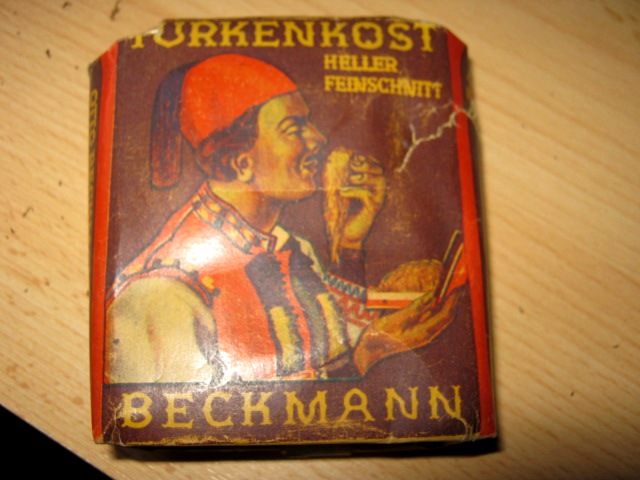 TÜRKENKOST
HELLER
FEINSCHNITT
BECKMANN